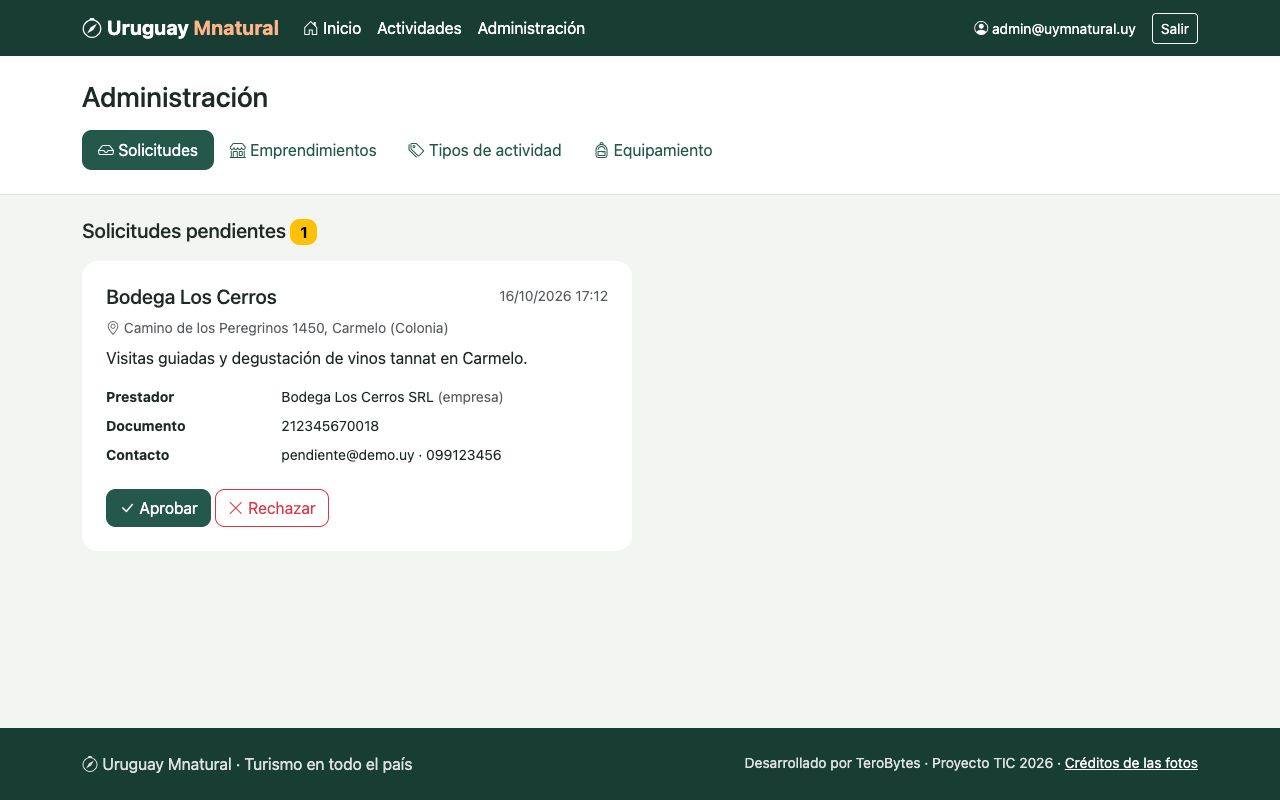 Uruguay Mnatural Inicio Actividades Administración admin@uymnatural.uy Salir
Administración
Solicitudes Emprendimientos Tipos de actividad Equipamiento
Solicitudes pendientes 1
Bodega Los Cerros 16/10/2026 17:12
Camino de los Peregrinos 1450, Carmelo (Colonia)
Visitas guiadas y degustación de vinos tannat en Carmelo.
Prestador Bodega Los Cerros SRL (empresa)
Documento 212345670018
Contacto pendiente@demo.uy · 099123456
Aprobar Rechazar
Uruguay Mnatural · Turismo en todo el país Desarrollado por TeroBytes · Proyecto TIC 2026 · Créditos de las fotos